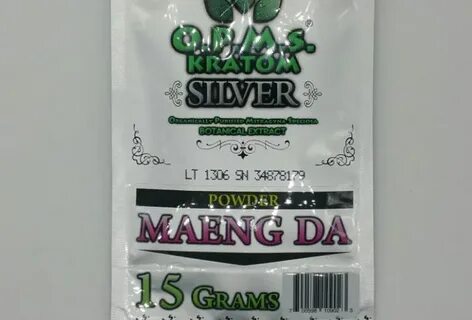 O.P.M.s.
KRATOM
SILVER
ORGANICALLY PURIFIED MITRAGYNA SPECIOSA
BOTANICAL EXTRACT
LT 1306 SN 34878179
POWDER
MAENG DA
15 GRAMS